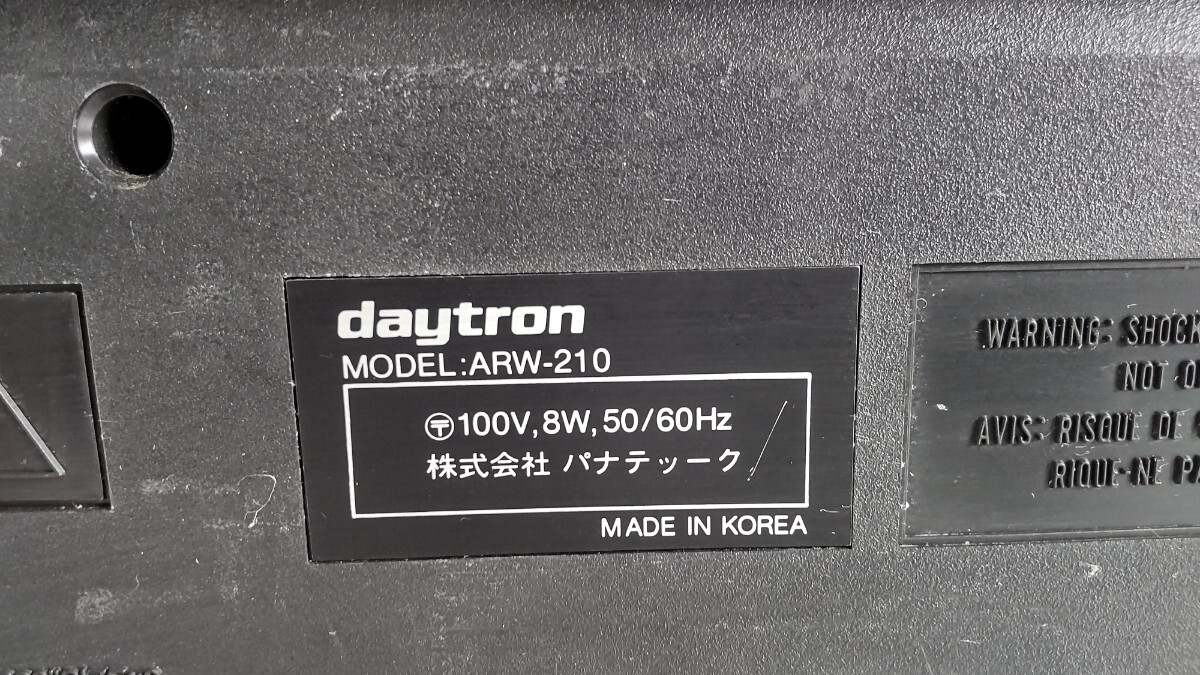 daytron
MODEL:ARW-210
〶100V,8W,50/60Hz
株式会社 パナテッーク
MADE IN KOREA
WARNING: SHOCK
NOT
AVIS: RISQUE DE
RIQUE-NE